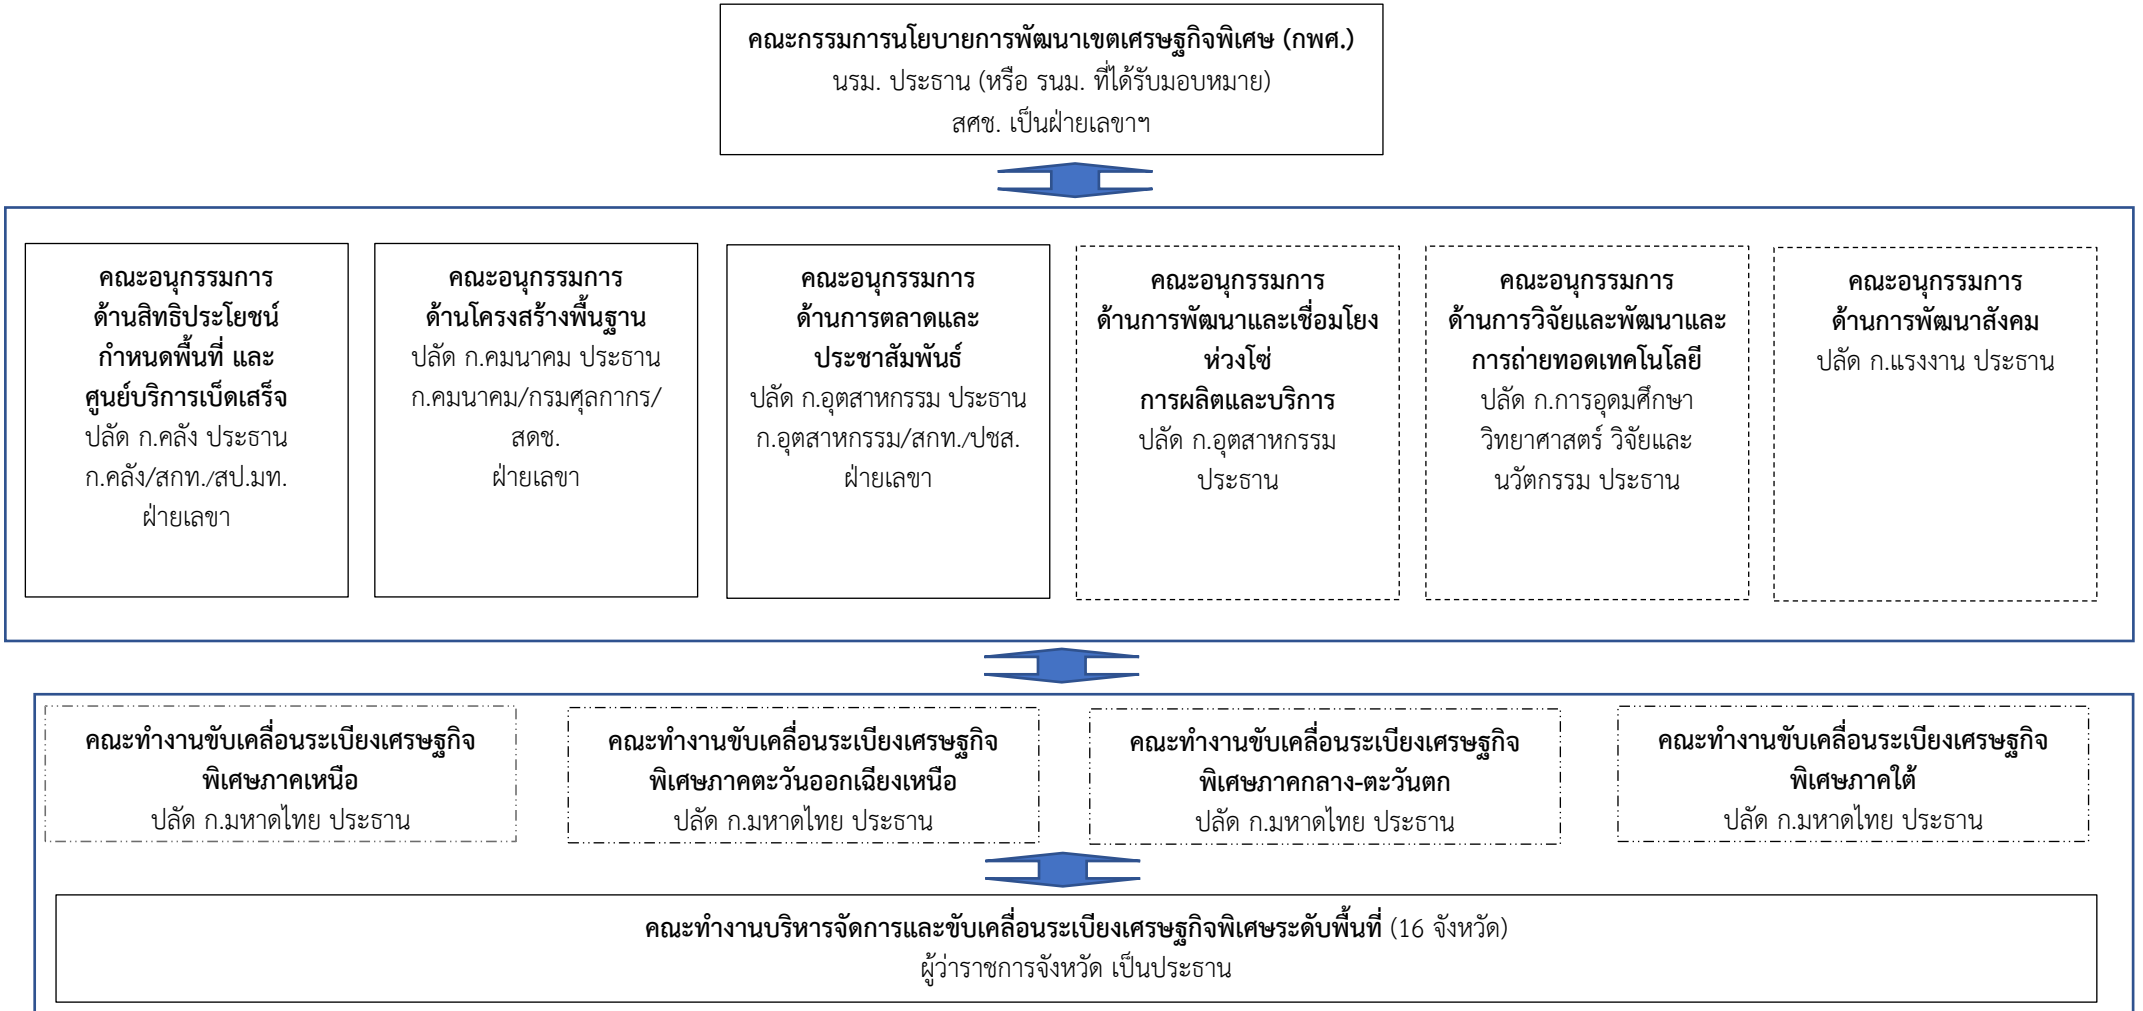 คณะกรรมการนโยบายการพัฒนาเขตเศรษฐกิจพิเศษ (กพศ.)
นรม. ประธาน (หรือ รนม. ที่ได้รับมอบหมาย)
สศช. เป็นฝ่ายเลขาฯ
คณะอนุกรรมการ
ด้านสิทธิประโยชน์
กำหนดพื้นที่ และ
ศูนย์บริการเบ็ดเสร็จ
ปลัด ก.คลัง ประธาน
ก.คลัง/สกท./สป.มท.
ฝ่ายเลขา
คณะอนุกรรมการ
ด้านโครงสร้างพื้นฐาน
ปลัด ก.คมนาคม ประธาน
ก.คมนาคม/กรมศุลกากร/
สดช.
ฝ่ายเลขา
คณะอนุกรรมการ
ด้านการตลาดและ
ประชาสัมพันธ์
ปลัด ก.อุตสาหกรรม ประธาน
ก.อุตสาหกรรม/สกท./ปชส.
ฝ่ายเลขา
คณะอนุกรรมการ
ด้านการพัฒนาและเชื่อมโยง
ห่วงโซ่
การผลิตและบริการ
ปลัด ก.อุตสาหกรรม
ประธาน
คณะอนุกรรมการ
ด้านการวิจัยและพัฒนาและ
การถ่ายทอดเทคโนโลยี
ปลัด ก.การอุดมศึกษา
วิทยาศาสตร์ วิจัยและ
นวัตกรรม ประธาน
คณะอนุกรรมการ
ด้านการพัฒนาสังคม
ปลัด ก.แรงงาน ประธาน
คณะทำงานขับเคลื่อนระเบียงเศรษฐกิจ
พิเศษภาคเหนือ
ปลัด ก.มหาดไทย ประธาน
คณะทำงานขับเคลื่อนระเบียงเศรษฐกิจ
พิเศษภาคตะวันออกเฉียงเหนือ
ปลัด ก.มหาดไทย ประธาน
คณะทำงานขับเคลื่อนระเบียงเศรษฐกิจ
พิเศษภาคกลาง-ตะวันตก
ปลัด ก.มหาดไทย ประธาน
คณะทำงานขับเคลื่อนระเบียงเศรษฐกิจ
พิเศษภาคใต้
ปลัด ก.มหาดไทย ประธาน
คณะทำงานบริหารจัดการและขับเคลื่อนระเบียงเศรษฐกิจพิเศษระดับพื้นที่ (16 จังหวัด)
ผู้ว่าราชการจังหวัด เป็นประธาน